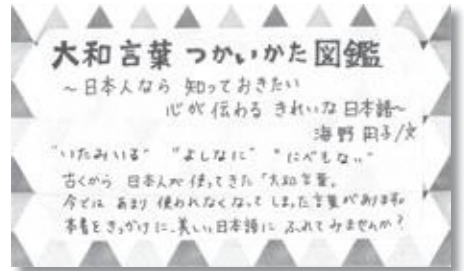 大和言葉 つかいかた 図鑑
～日本人なら 知っておきたい
心が伝わる きれいな日本語～
海野 凪子/文
"いたみいる" "よしなに" "にべもない"
古くから 日本人が使ってきた「大和言葉」
今では あまり 使われなくなって しまった言葉があります。
本書をきっかけに、美しい日本語に ふれてみませんか?